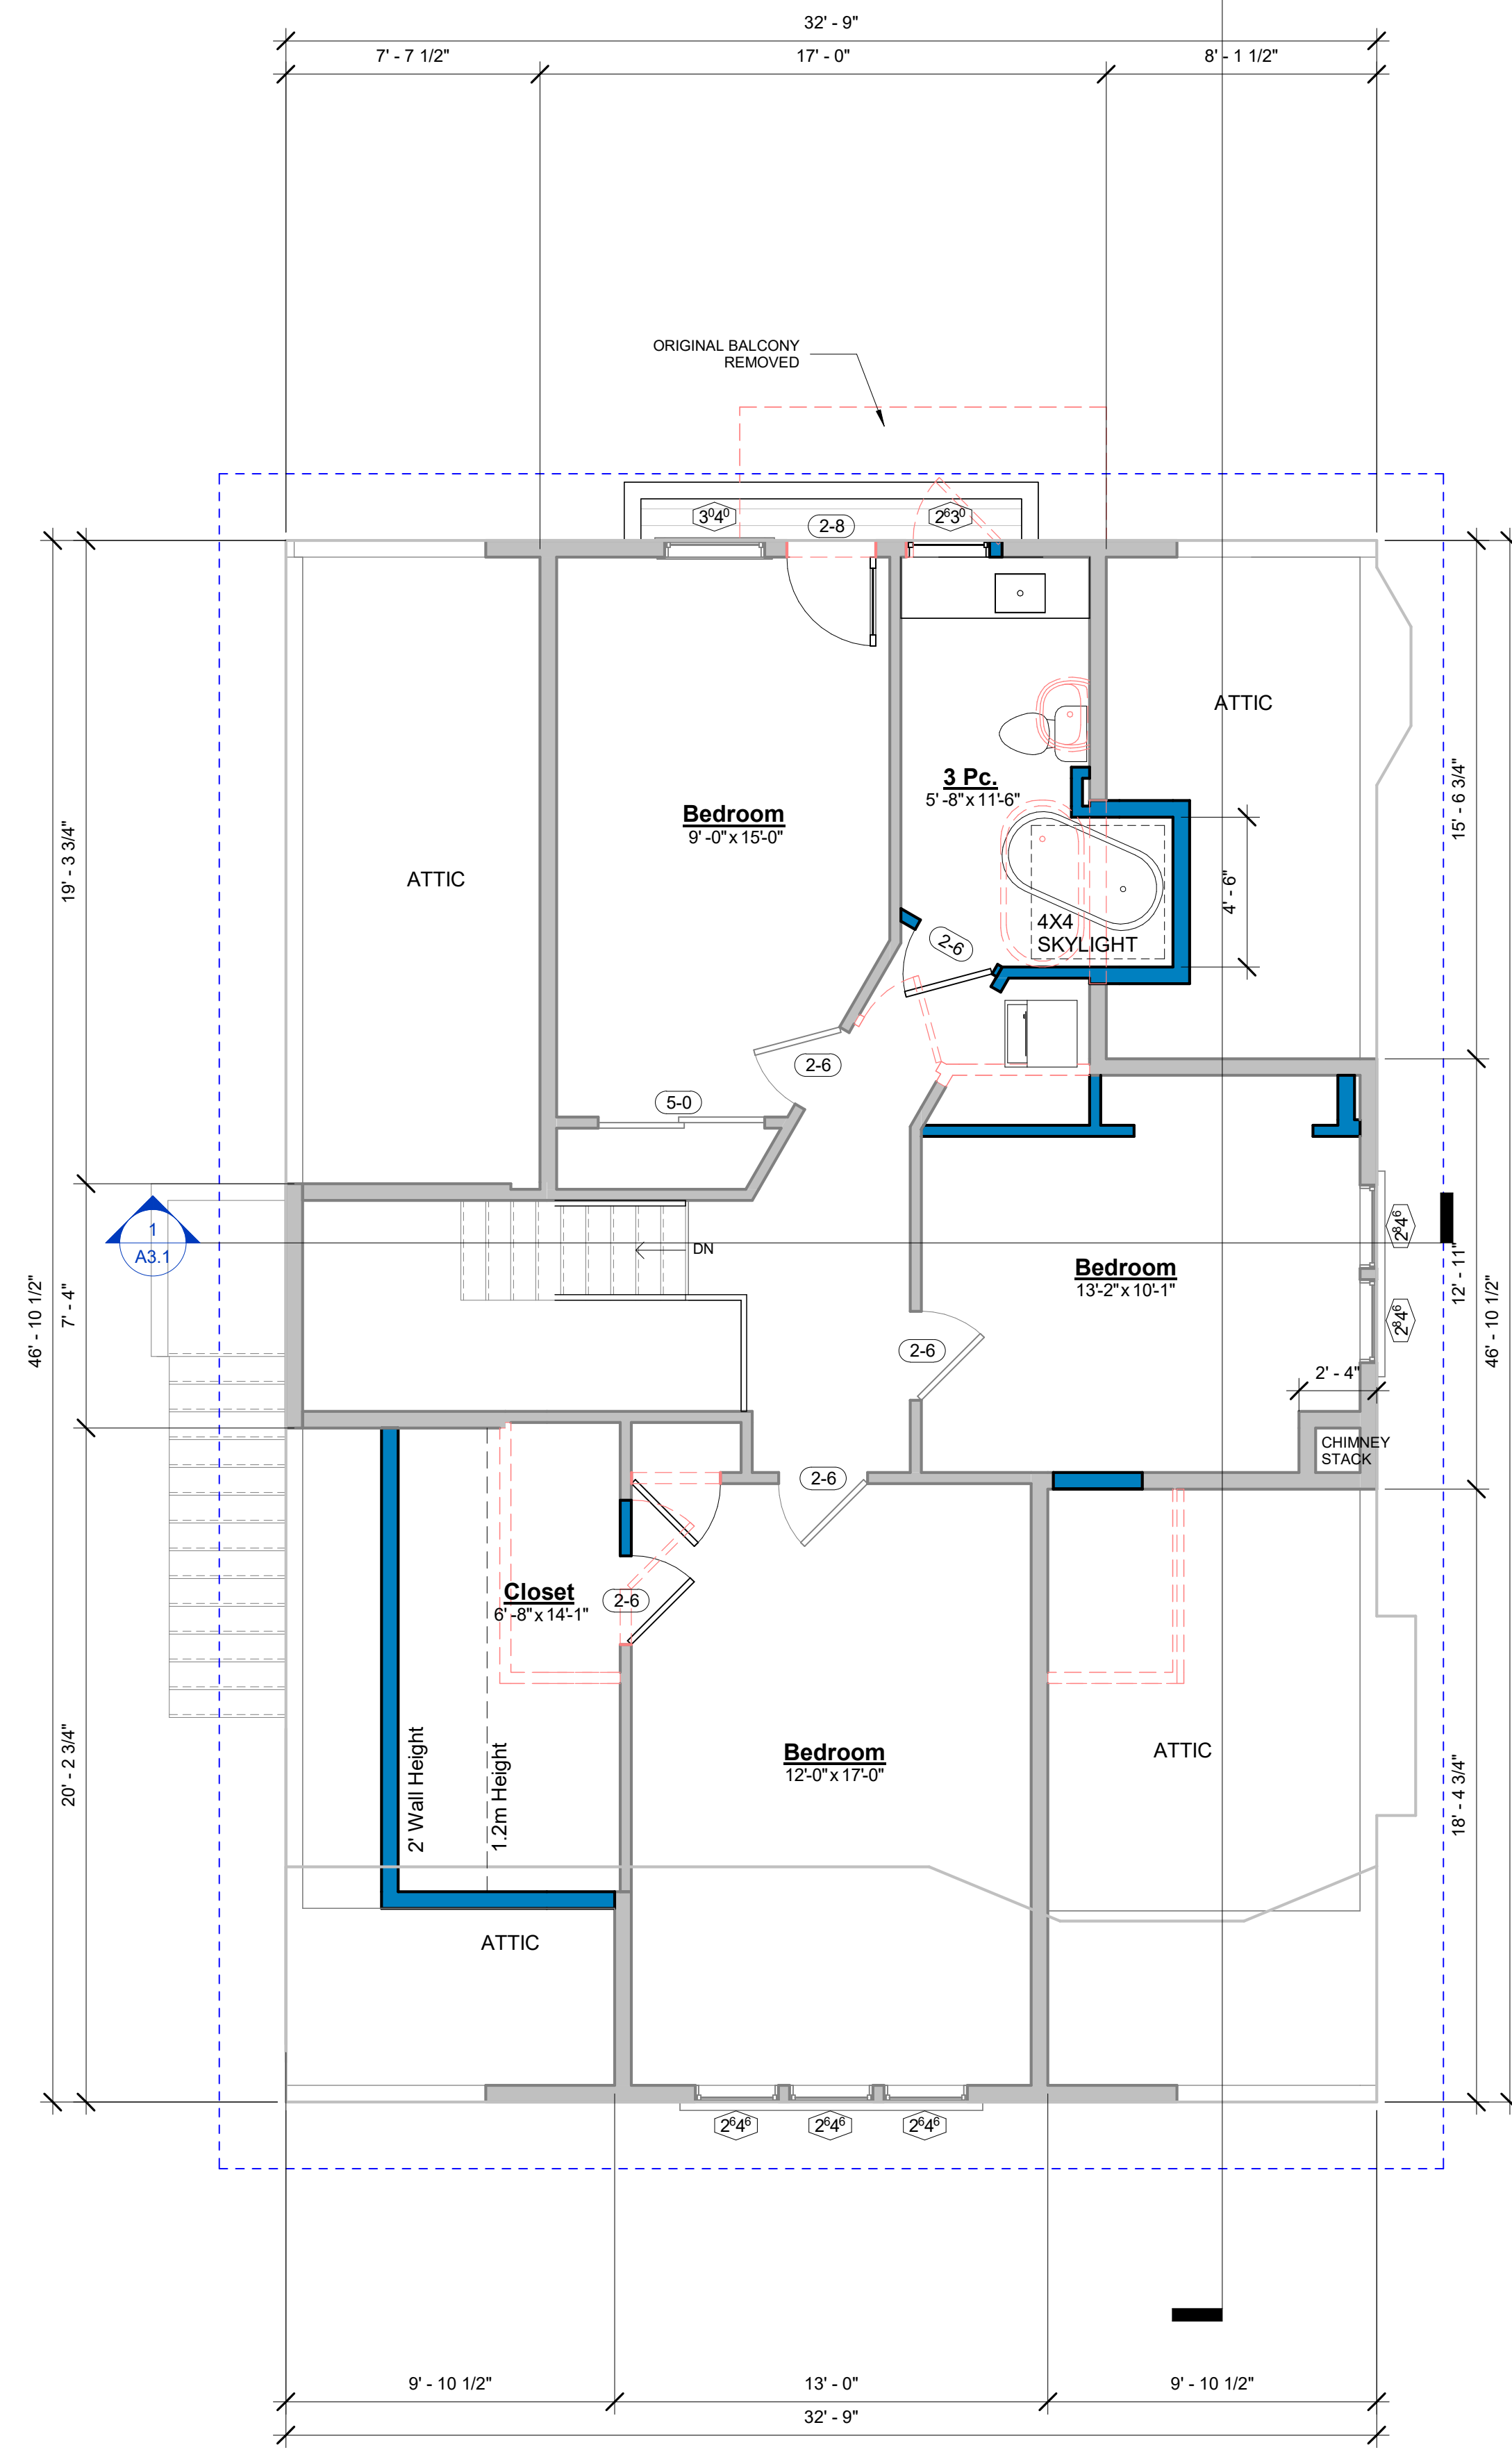 32' - 9"
7' - 7 1/2"
17' - 0"
8' - 1 1/2"
ORIGINAL BALCONY
REMOVED
3040
2-8
2630
ATTIC
3 Pc.
5' -8" x 11'-6"
Bedroom
9' -0" x 15'-0"
15' - 6 3/4"
19' - 3 3/4"
ATTIC
4' - 6"
4X4
SKYLIGHT
2-6
2-6
5-0
1
A3.1
DN
2846
Bedroom
13'-2" x 10'-1"
12' - 11"
46' - 10 1/2"
7' - 4"
46' - 10 1/2"
2846
2-6
2' - 4"
CHIMNEY
STACK
2-6
Closet
6' -8" x 14'-1"
2-6
2' Wall Height
1.2m Height
20' - 2 3/4"
Bedroom
12'-0" x 17'-0"
ATTIC
18' - 4 3/4"
ATTIC
2646
2646
2646
9' - 10 1/2"
13' - 0"
9' - 10 1/2"
32' - 9"